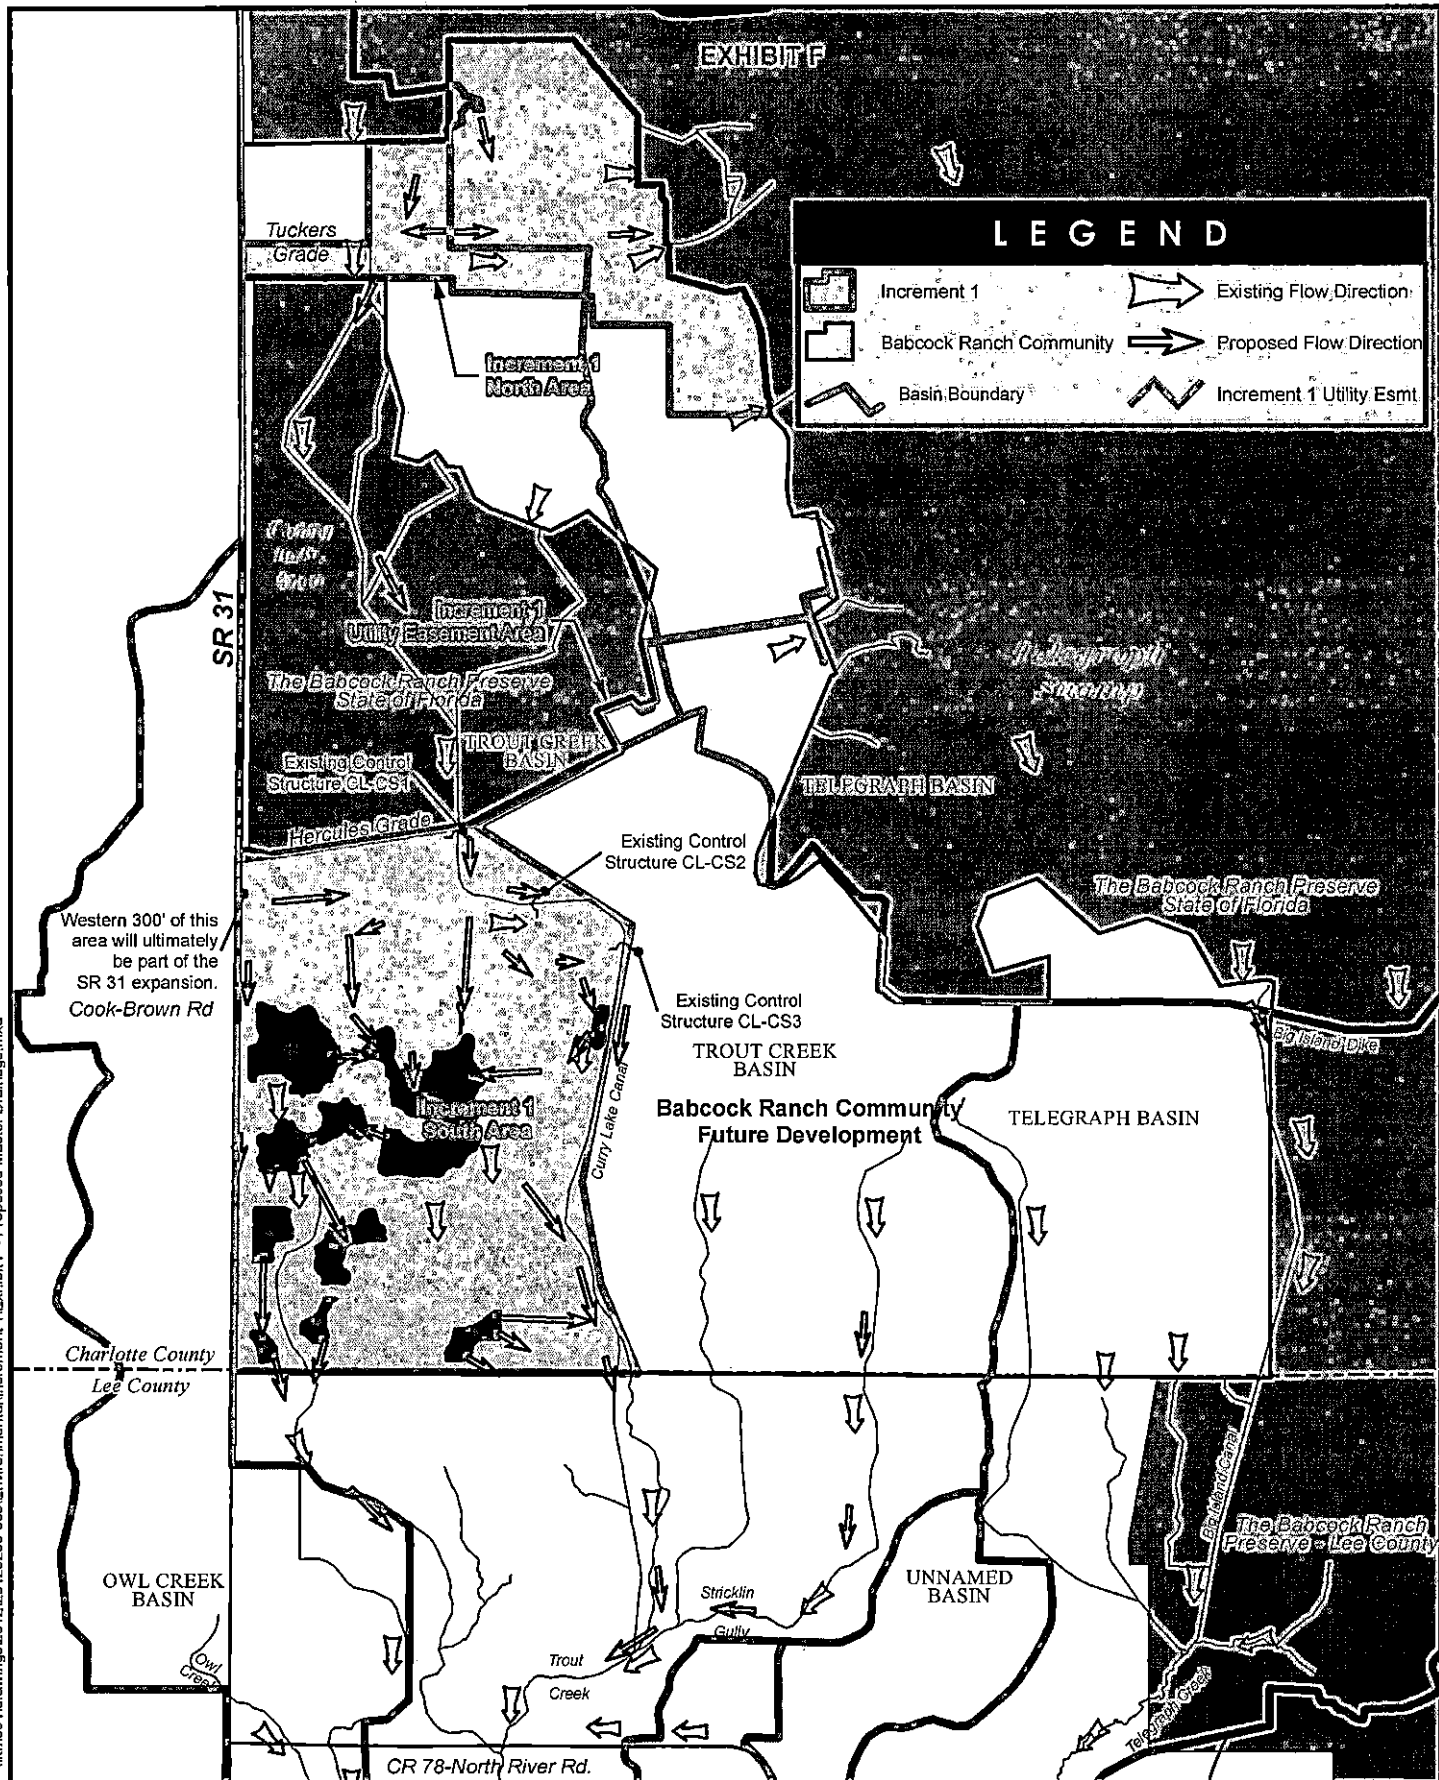 EXHIBIT F
LEGEND
Increment 1
Existing Flow Direction
Babcock Ranch Community
Proposed Flow Direction
Basin Boundary
Increment 1 Utility Esmt
Tuckers
Grade
Increment 1
North Area
SR 31
Increment 1
Utility Easement Area
The Babcock Ranch Preserve
State of Florida
TROUT CREEK
BASIN
Existing Control
Structure CL-CS1
Hercules Grade
TELEGRAPH BASIN
Existing Control
Structure CL-CS2
The Babcock Ranch Preserve
State of Florida
Western 300' of this
area will ultimately
be part of the
SR 31 expansion.
Cook-Brown Rd
Existing Control
Structure CL-CS3
TROUT CREEK
BASIN
Big Island Dike
Increment 1
South Area
Curry Lake Canal
Babcock Ranch Community
Future Development
TELEGRAPH BASIN
Charlotte County
Lee County
Big Island Canal
The Babcock Ranch
Preserve - Lee County
OWL CREEK
BASIN
UNNAMED
BASIN
Stricklin
Gully
Owl
Creek
Trout
Creek
Telegraph Creek
CR 78-North River Rd.